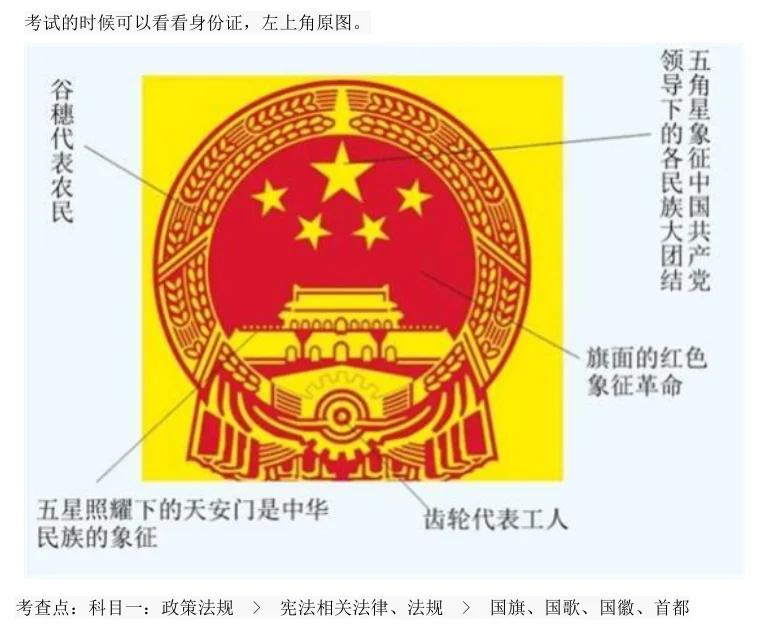 考试的时候可以看看身份证，左上角原图。
谷穗代表农民
五角星象征中国共产党
领导下的各民族大团结
旗面的红色
象征革命
五星照耀下的天安门是中华
民族的象征
齿轮代表工人
考查点：科目一：政策法规 > 宪法相关法律、法规 > 国旗、国歌、国徽、首都